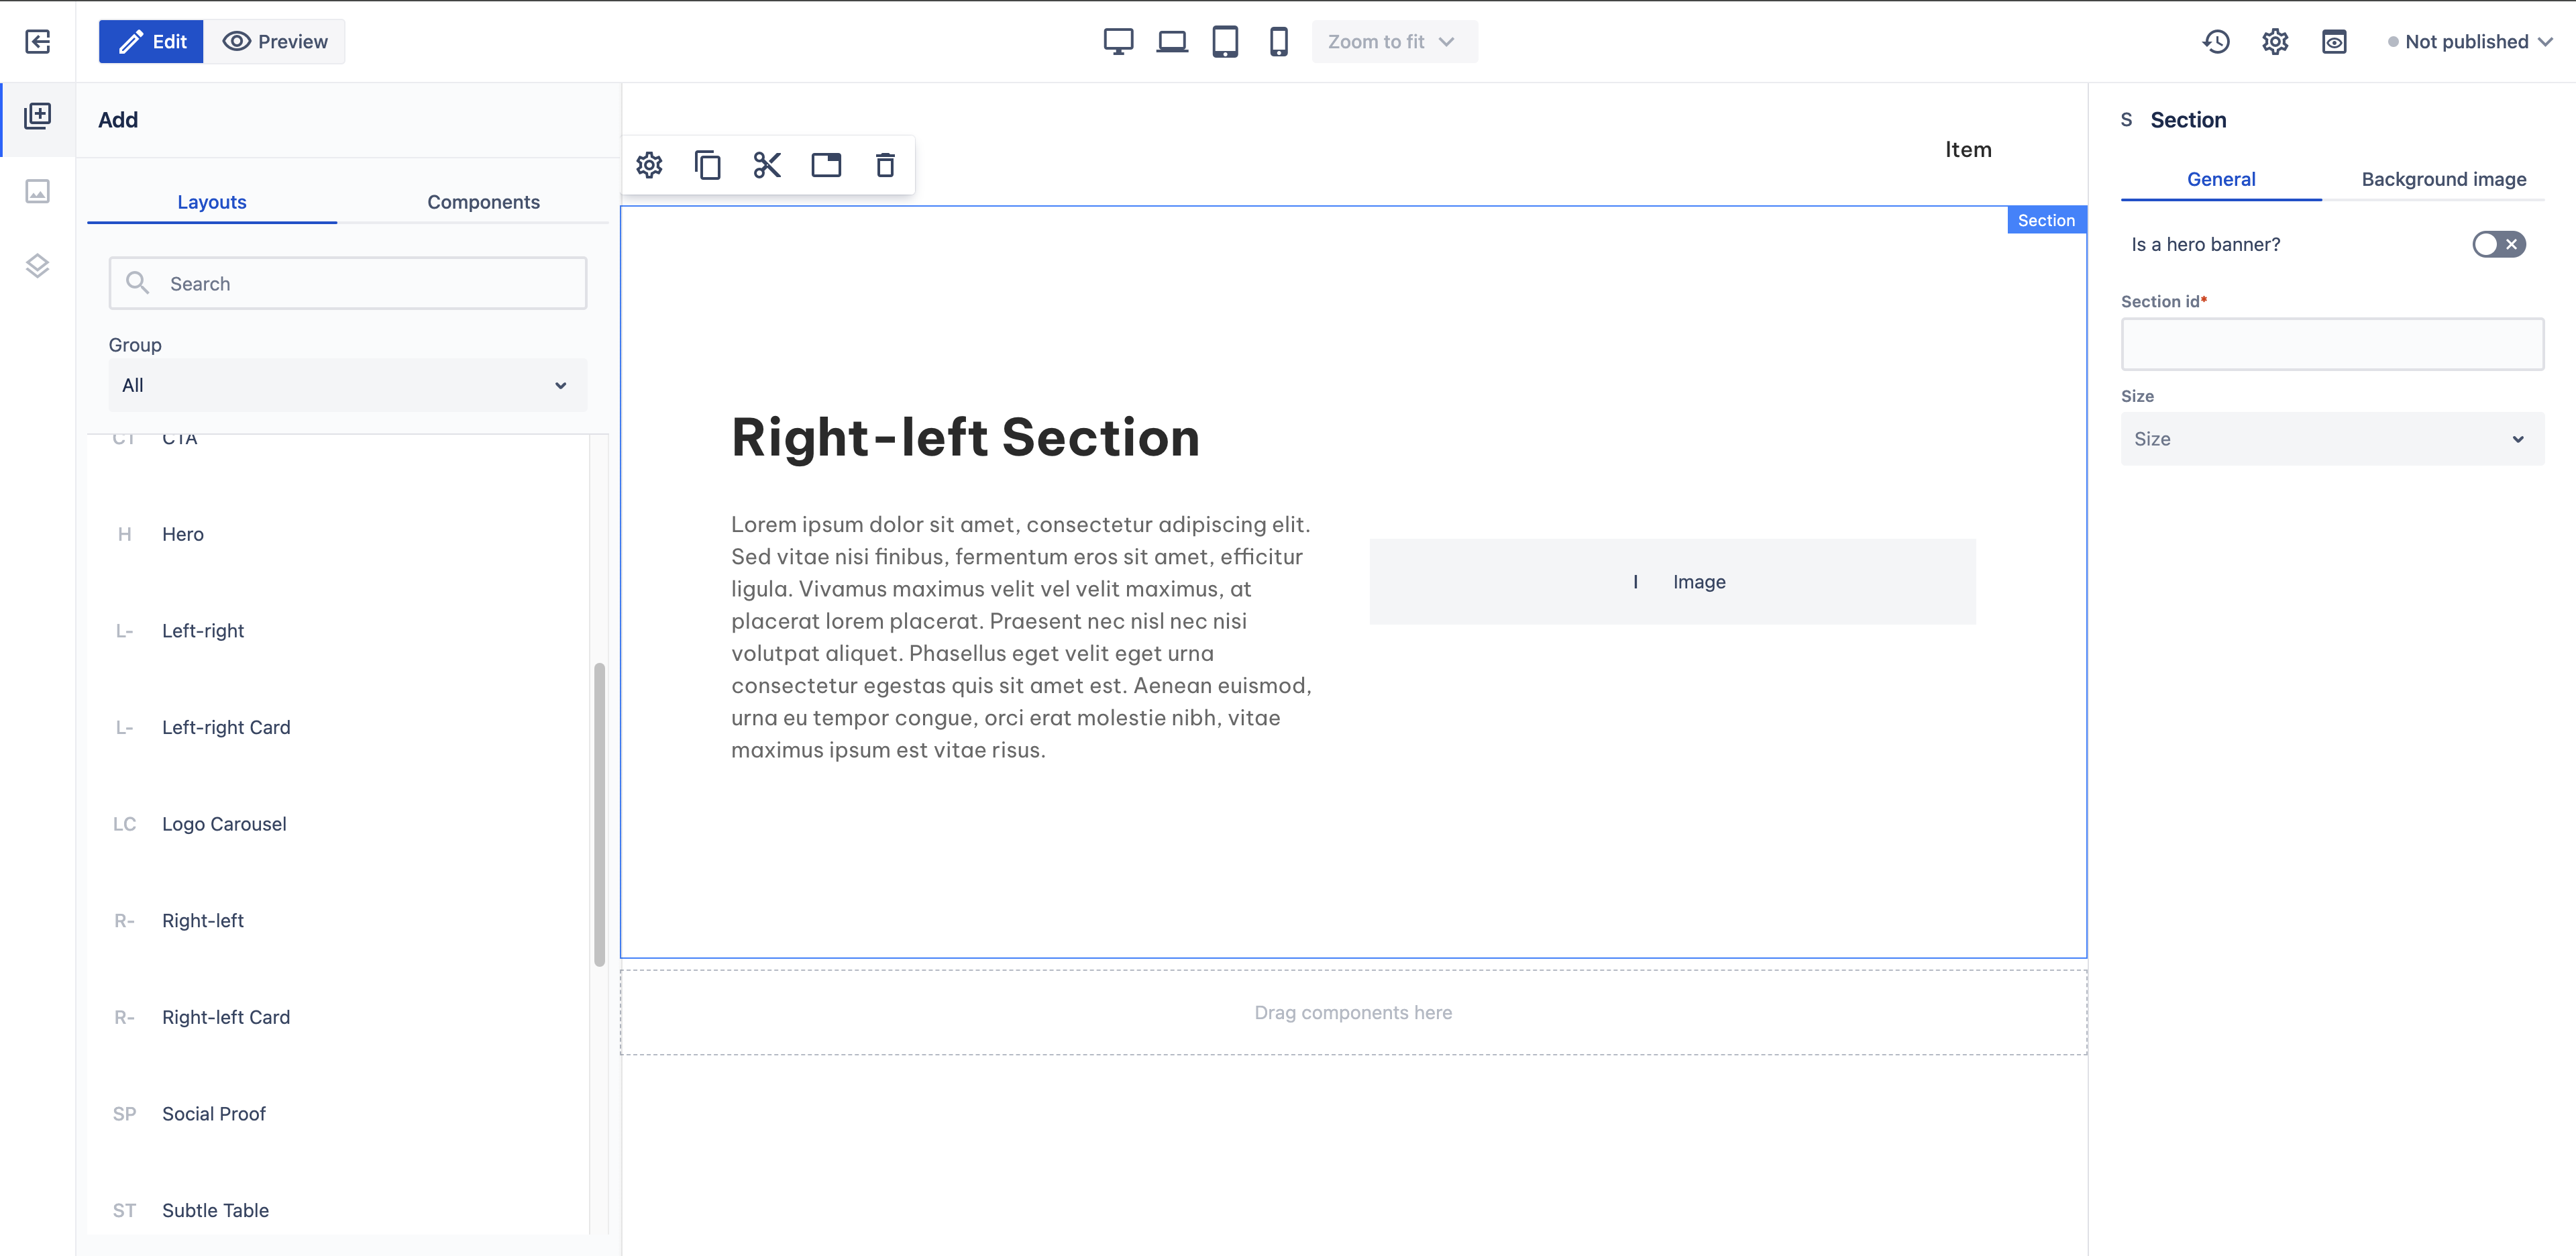 Edit
Preview
Zoom to fit
Not published
Add
Layouts
Components
Search
Group
All
CT CTA
H Hero
L- Left-right
L- Left-right Card
LC Logo Carousel
R- Right-left
R- Right-left Card
SP Social Proof
ST Subtle Table
Item
Section
Right-left Section
Lorem ipsum dolor sit amet, consectetur adipiscing elit.
Sed vitae nisi finibus, fermentum eros sit amet, efficitur
ligula. Vivamus maximus velit vel velit maximus, at
placerat lorem placerat. Praesent nec nisl nec nisi
volutpat aliquet. Phasellus eget velit eget urna
consectetur egestas quis sit amet est. Aenean euismod,
urna eu tempor congue, orci erat molestie nibh, vitae
maximus ipsum est vitae risus.
I Image
Drag components here
S Section
General
Background image
Is a hero banner?
Section id*
Size
Size